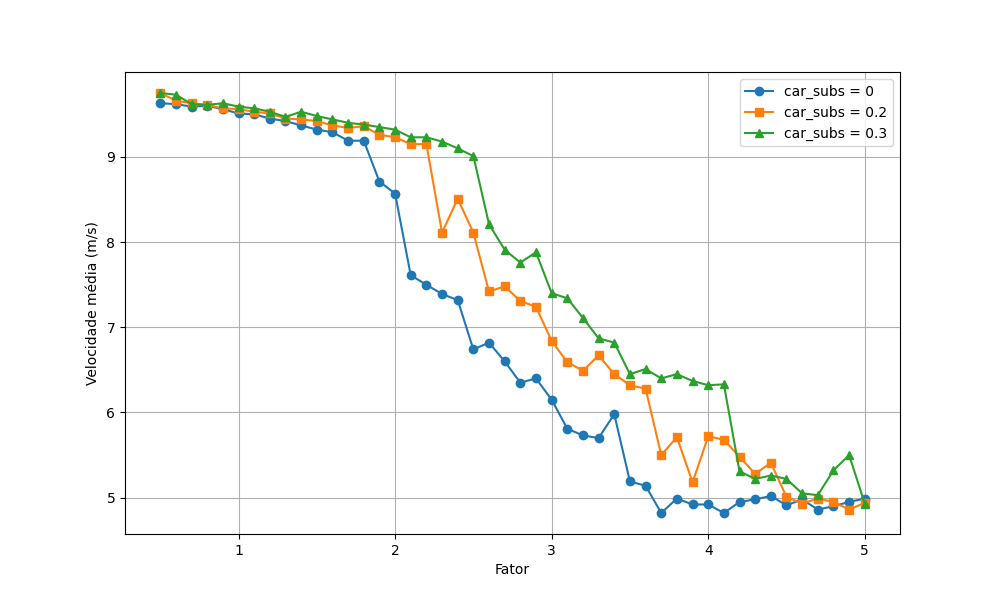 car_subs = 0
car_subs = 0.2
car_subs = 0.3
Velocidade média (m/s)
9
8
7
6
5
1 2 3 4 5
Fator